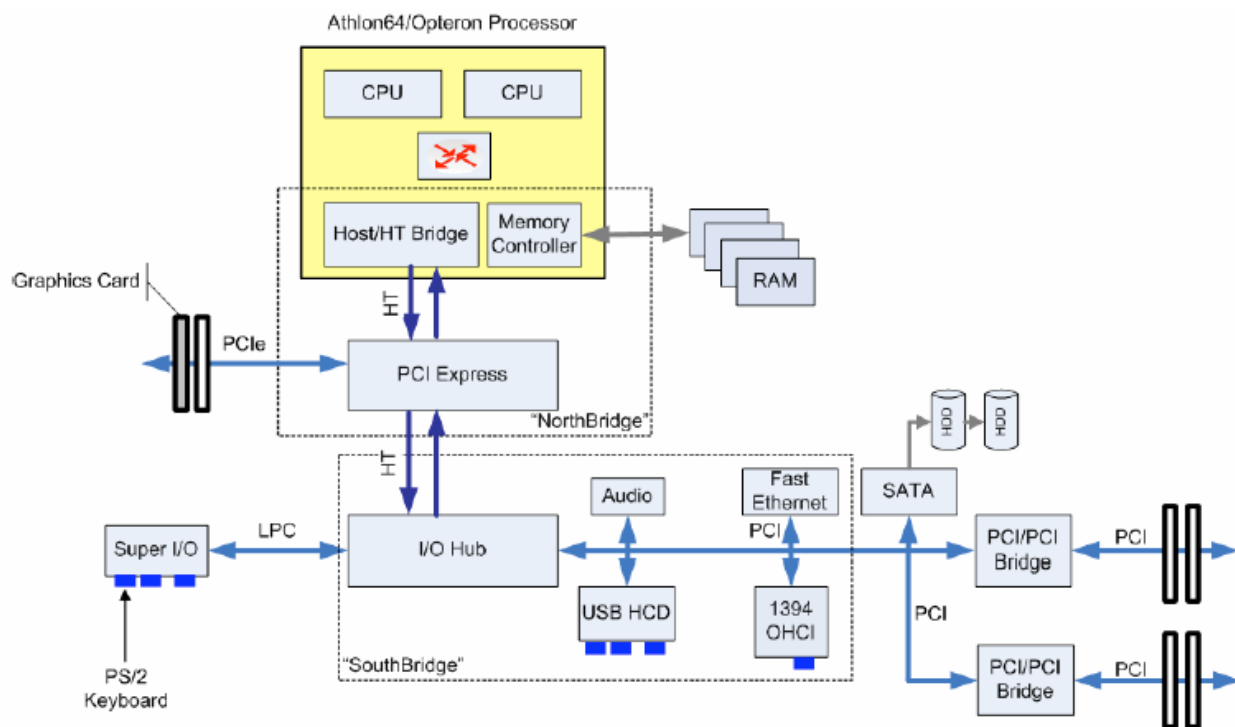 Athlon64/Opteron Processor
CPU
CPU
Host/HT Bridge
Memory
Controller
RAM
Graphics Card
HT
PCIe
PCI Express
"NorthBridge"
HT
HDD
HDD
Audio
Fast
Ethernet
SATA
Super I/O
LPC
I/O Hub
PCI
PCI/PCI
Bridge
PCI
USB HCD
1394
OHCI
PCI
"SouthBridge"
PCI/PCI
Bridge
PCI
PS/2
Keyboard